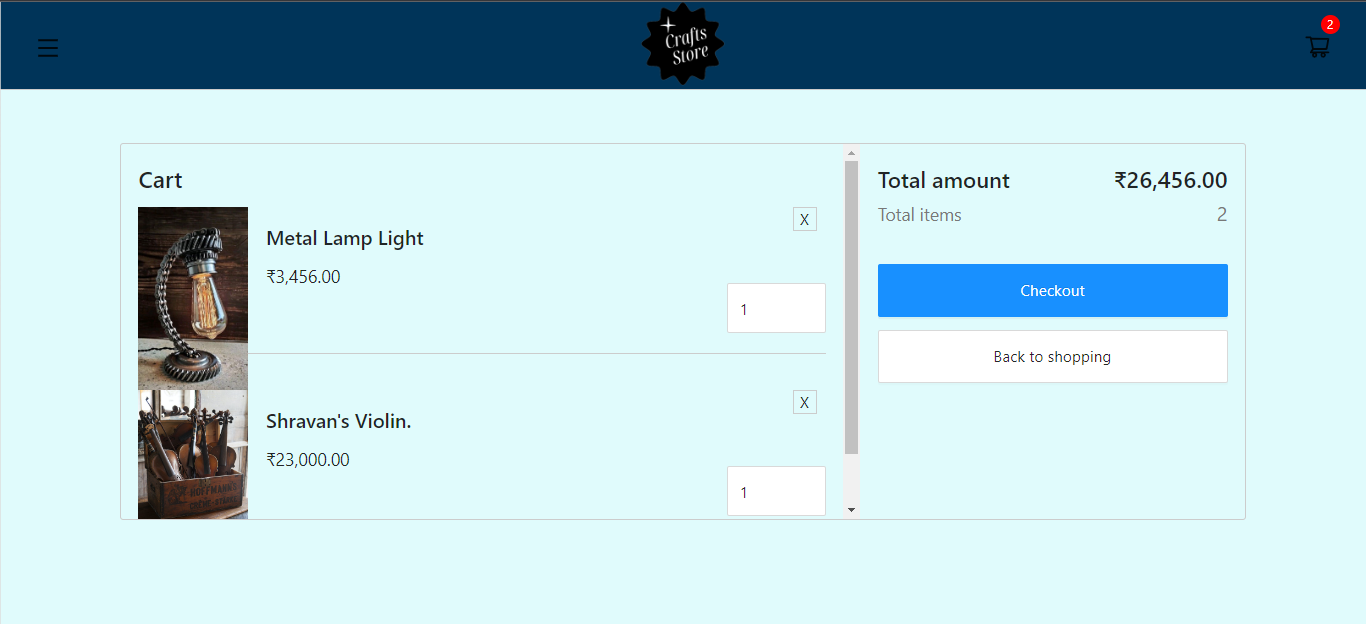 Crafts
Store
2
Cart
X
Metal Lamp Light
₹3,456.00
1
X
Shravan's Violin.
₹23,000.00
HOFFMANN'S
1
Total amount ₹26,456.00
Total items 2
Checkout
Back to shopping